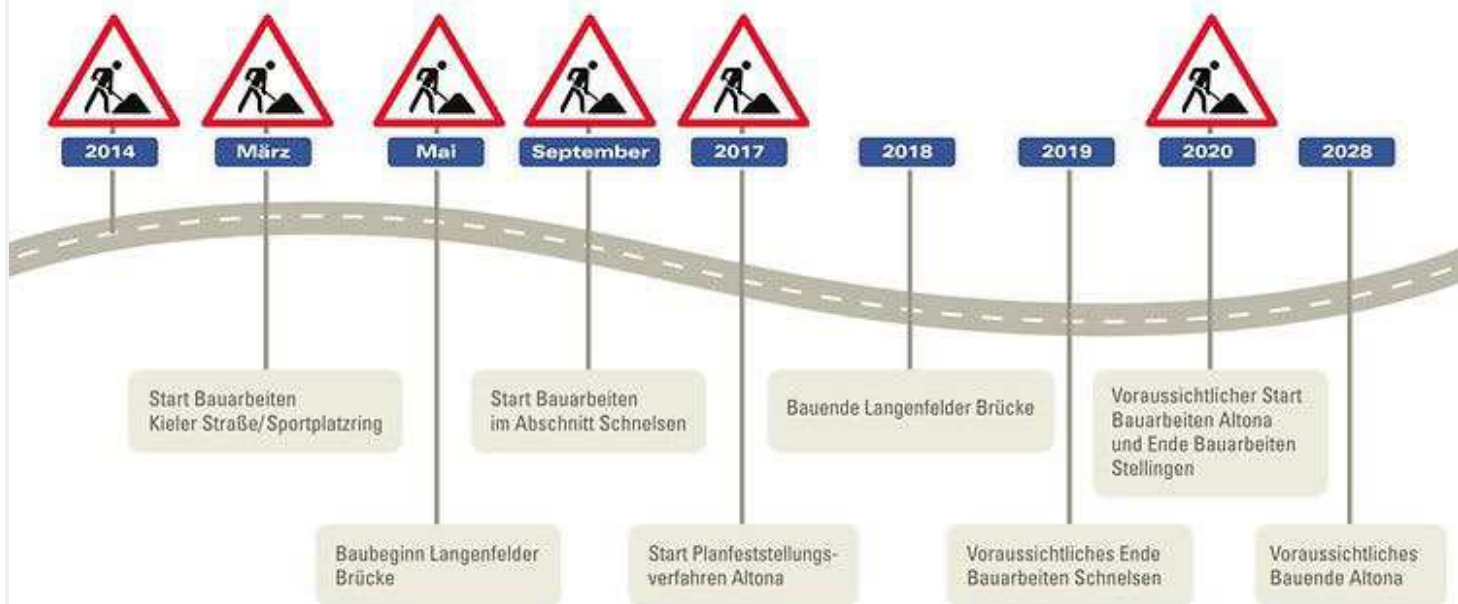 2014
März
Mai
September
2017
2018
2019
2020
2028
Start Bauarbeiten
Kieler Straße/Sportplatzring
Start Bauarbeiten
im Abschnitt Schnelsen
Bauende Langenfelder Brücke
Voraussichtlicher Start
Bauarbeiten Altona
und Ende Bauarbeiten
Stellingen
Baubeginn Langenfelder
Brücke
Start Planfeststellungs-
verfahren Altona
Voraussichtliches Ende
Bauarbeiten Schnelsen
Voraussichtliches
Bauende Altona